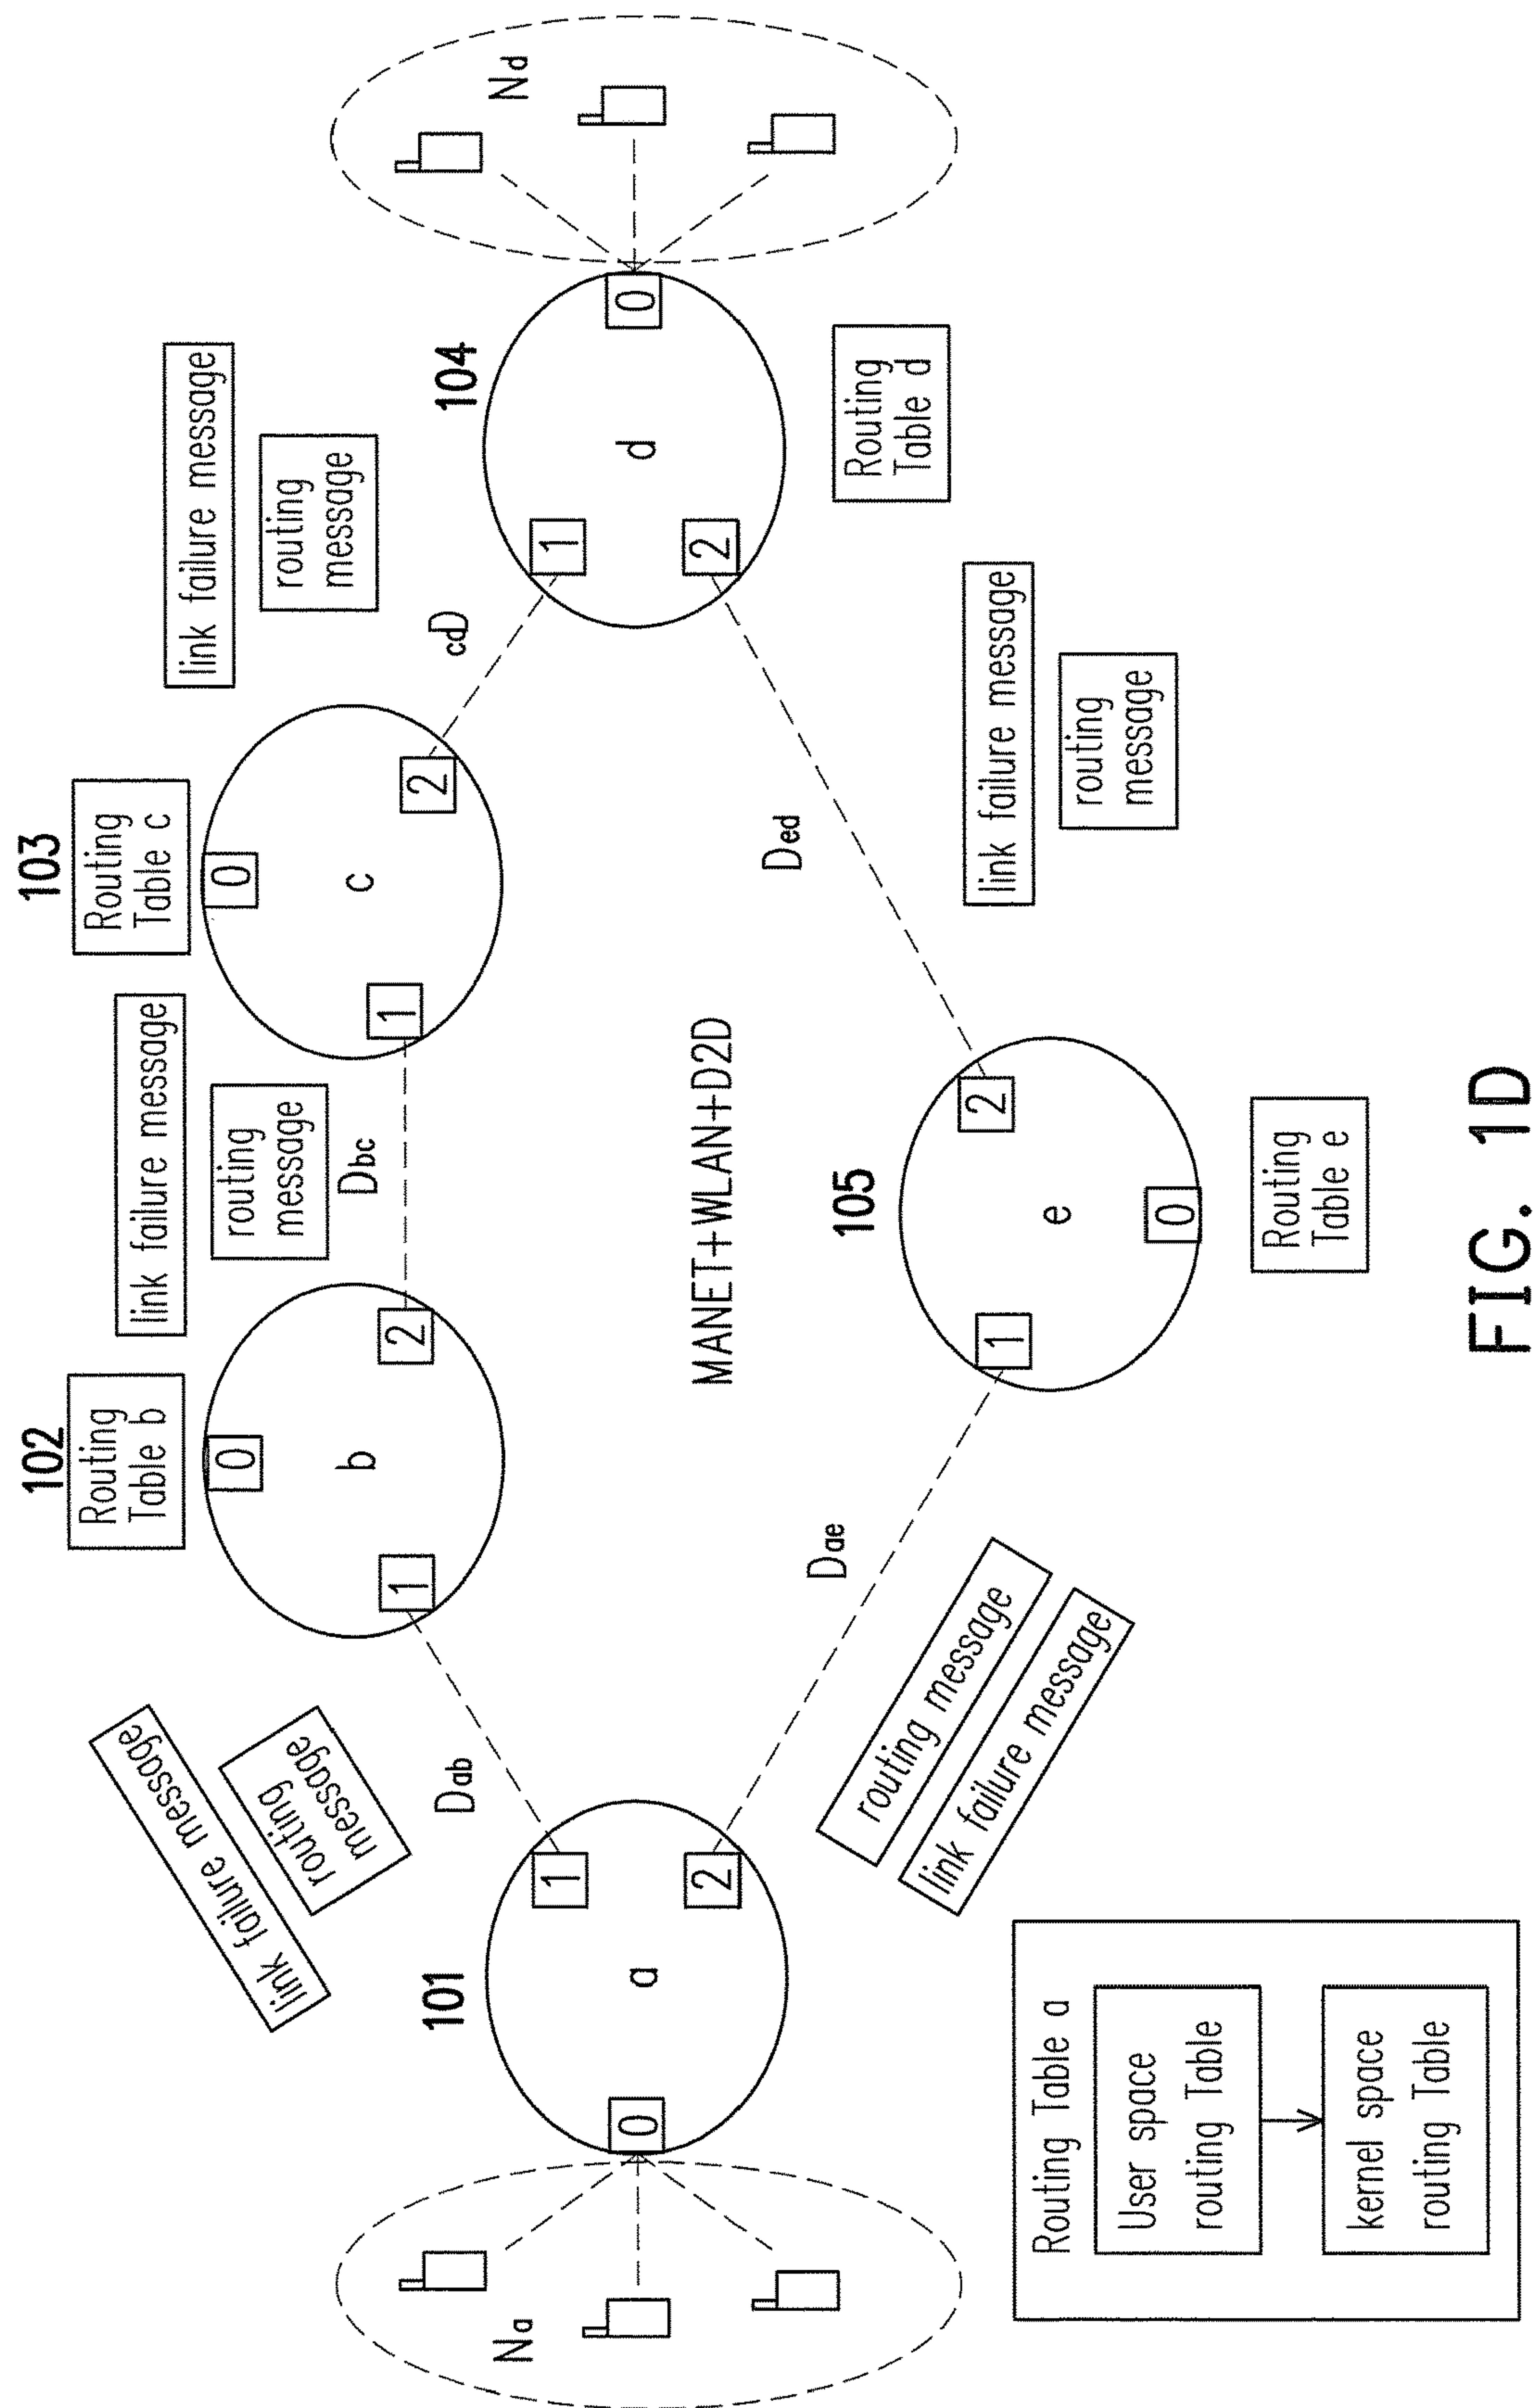 102
Routing
Table b
0
b
1
2
link failure message
routing
message
Dbc
103
Routing
Table c
0
c
1
2
link failure message
routing
message
cdD
link failure message
routing
message
Dab
101
a
0
1
2
Na
104
d
1
2
0
Nd
Routing
Table d
MANET+WLAN+D2D
Ded
link failure message
routing
message
Dae
routing message
link failure message
105
e
1
2
0
Routing
Table e
Routing Table a
User space
routing Table
kernel space
routing Table
FIG. 1D